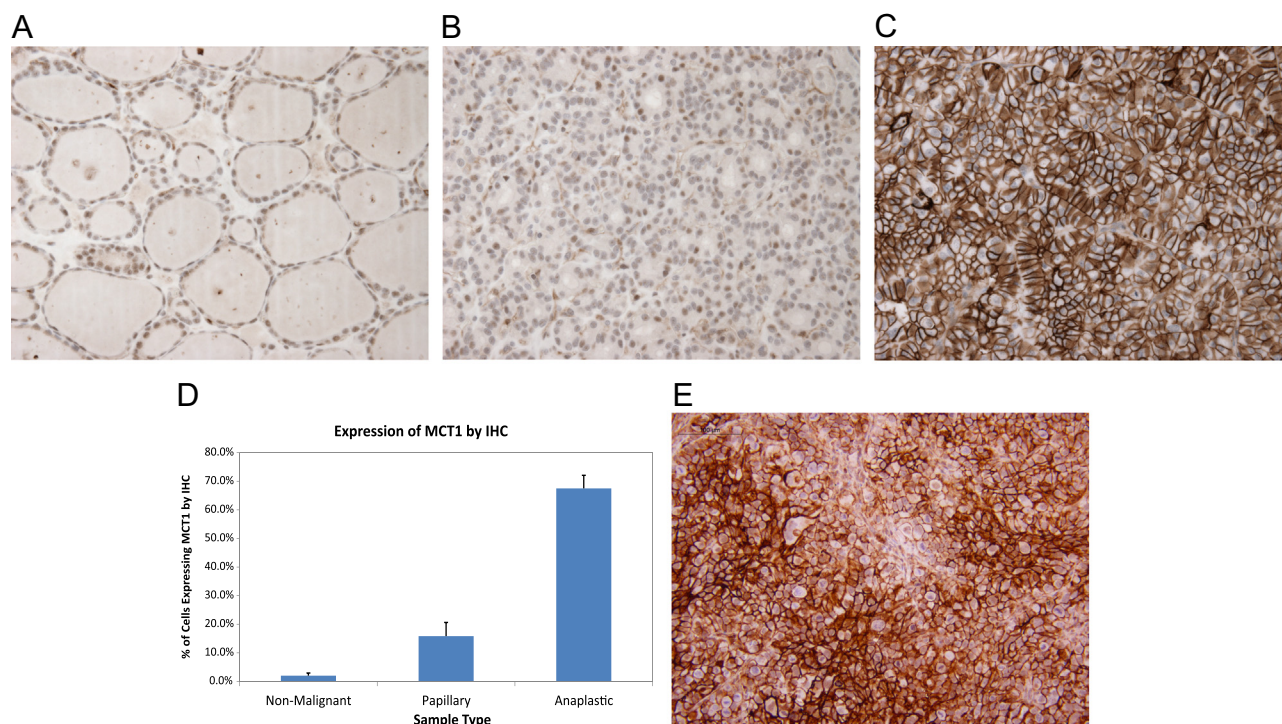 A
B
C
D
Expression of MCT1 by IHC
% of Cells Expressing MCT1 by IHC
80.0%
70.0%
60.0%
50.0%
40.0%
30.0%
20.0%
10.0%
0.0%
Non-Malignant
Papillary
Anaplastic
Sample Type
E